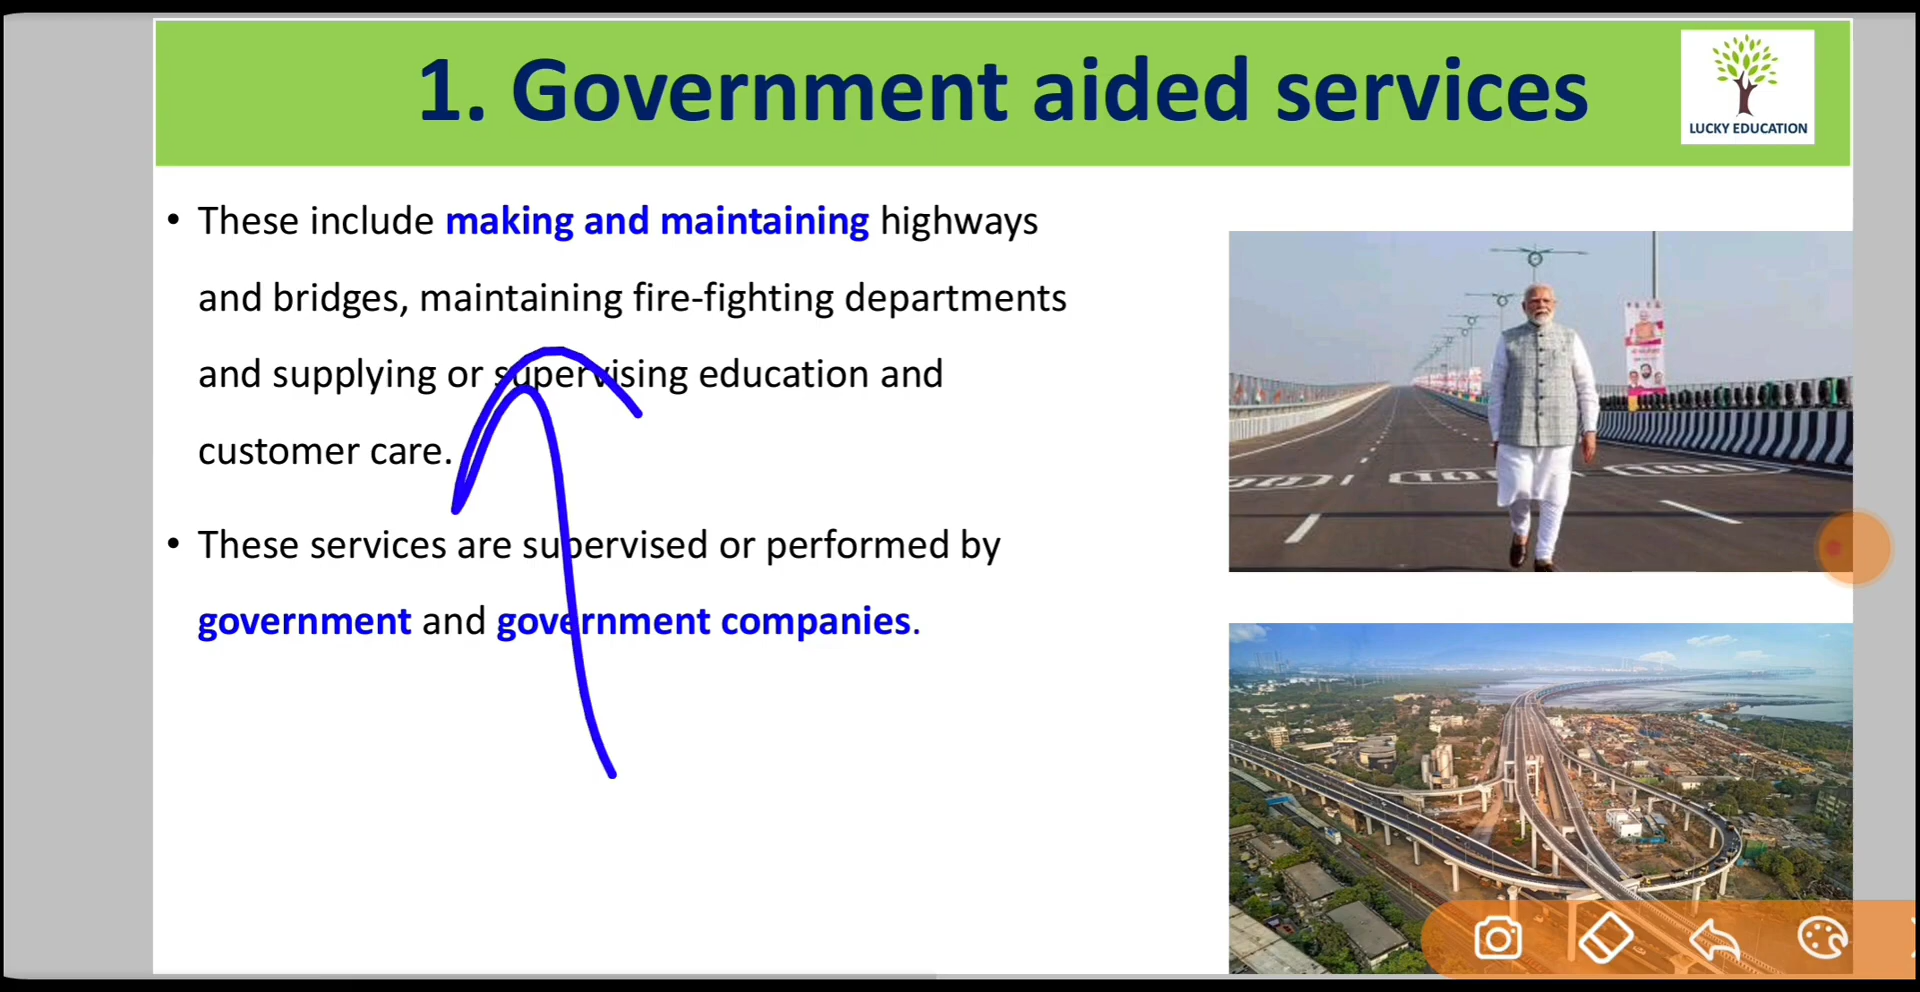 1. Government aided services
LUCKY EDUCATION
• These include making and maintaining highways
and bridges, maintaining fire-fighting departments
and supplying or supervising education and
customer care.
• These services are supervised or performed by
government and government companies.
100